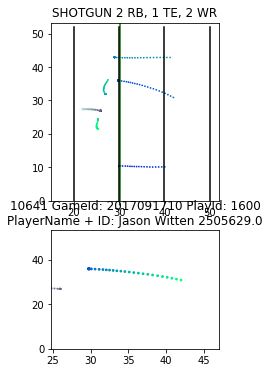 SHOTGUN 2 RB, 1 TE, 2 WR
50
40
30
20
10
0
20 30 40 50
10641 GameId: 2017091710 PlayId: 1600
PlayerName + ID: Jason Witten 2505629.0
40
20
0
25 30 35 40 45